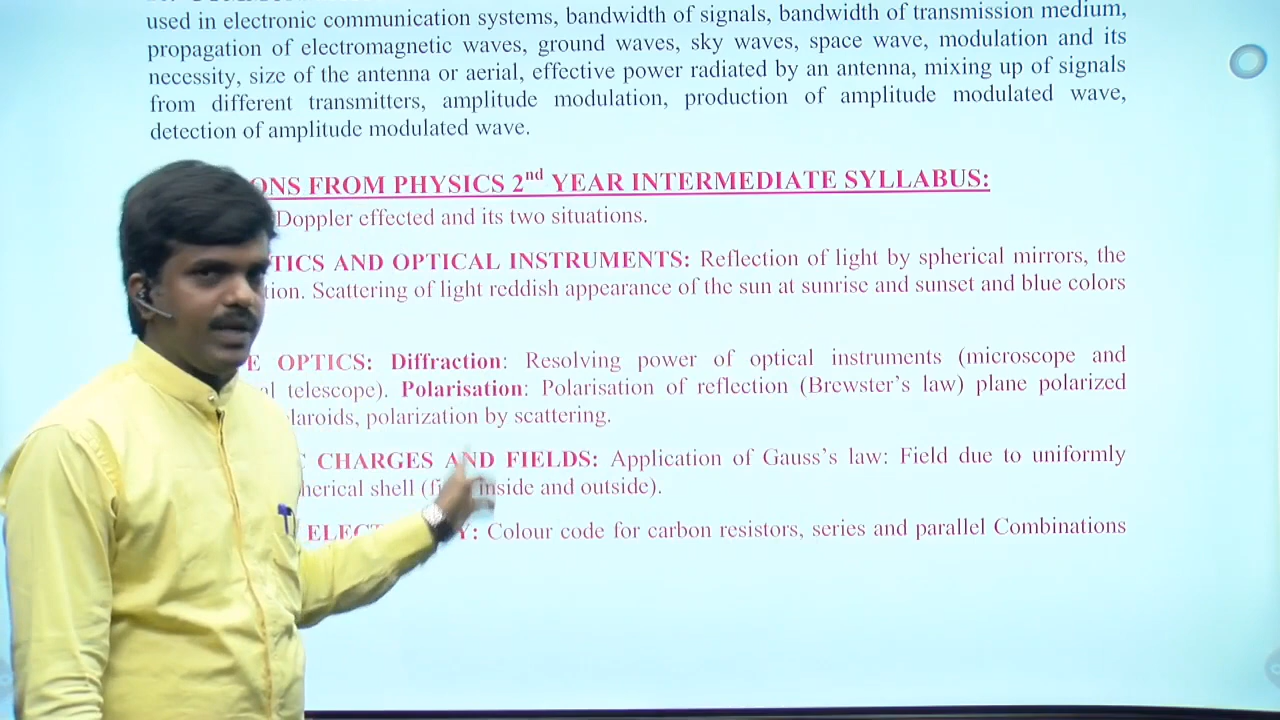 used in electronic communication systems, bandwidth of signals, bandwidth of transmission medium,
propagation of electromagnetic waves, ground waves, sky waves, space wave, modulation and its
necessity, size of the antenna or aerial, effective power radiated by an antenna, mixing up of signals
from different transmitters, amplitude modulation, production of amplitude modulated wave,
detection of amplitude modulated wave.
ONS FROM PHYSICS 2nd YEAR INTERMEDIATE SYLLABUS:
Doppler effected and its two situations.
TICS AND OPTICAL INSTRUMENTS: Reflection of light by spherical mirrors, the
tion. Scattering of light reddish appearance of the sun at sunrise and sunset and blue colors
E OPTICS: Diffraction: Resolving power of optical instruments (microscope and
l telescope). Polarisation: Polarisation of reflection (Brewster's law) plane polarized
laroids, polarization by scattering.
CHARGES AND FIELDS: Application of Gauss's law: Field due to uniformly
herical shell inside and outside).
ELECT Y: Colour code for carbon resistors, series and parallel Combinations